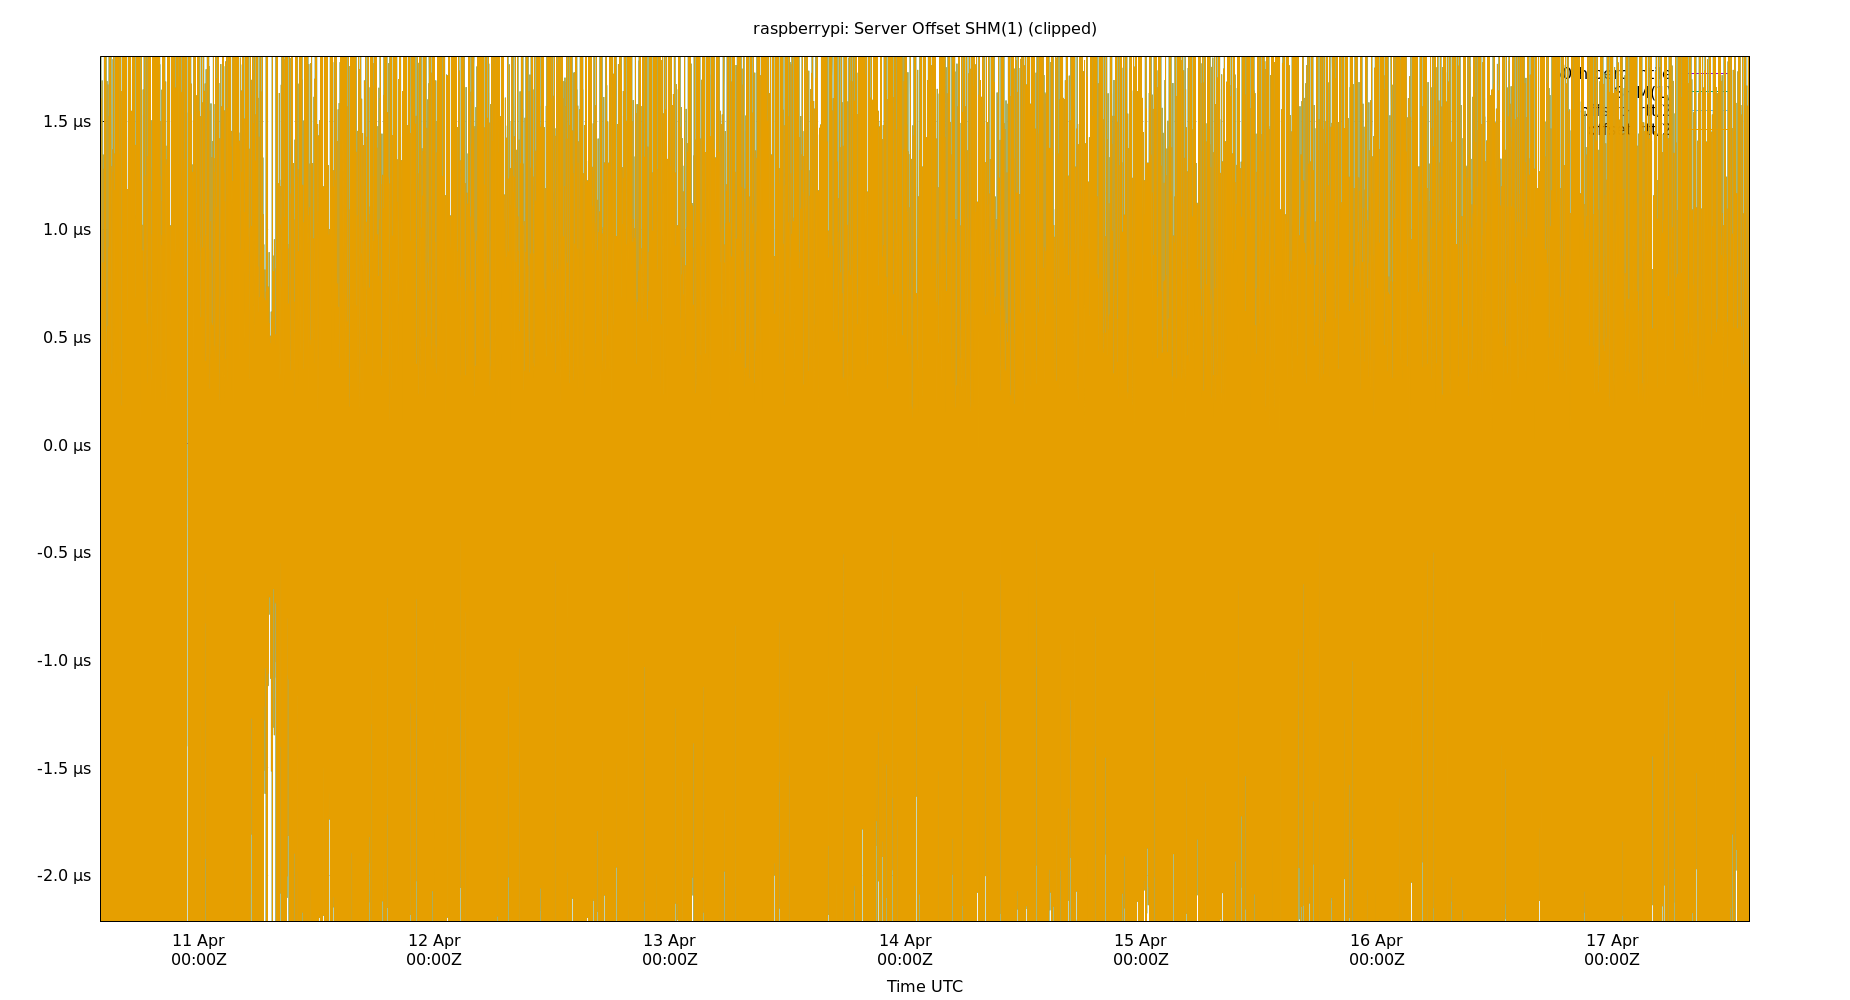 raspberrypi: Server Offset SHM(1) (clipped)
1.5 µs
1.0 µs
0.5 µs
0.0 µs
-0.5 µs
-1.0 µs
-1.5 µs
-2.0 µs
11 Apr 12 Apr 13 Apr 14 Apr 15 Apr 16 Apr 17 Apr
00:00Z 00:00Z 00:00Z 00:00Z 00:00Z 00:00Z 00:00Z
Time UTC